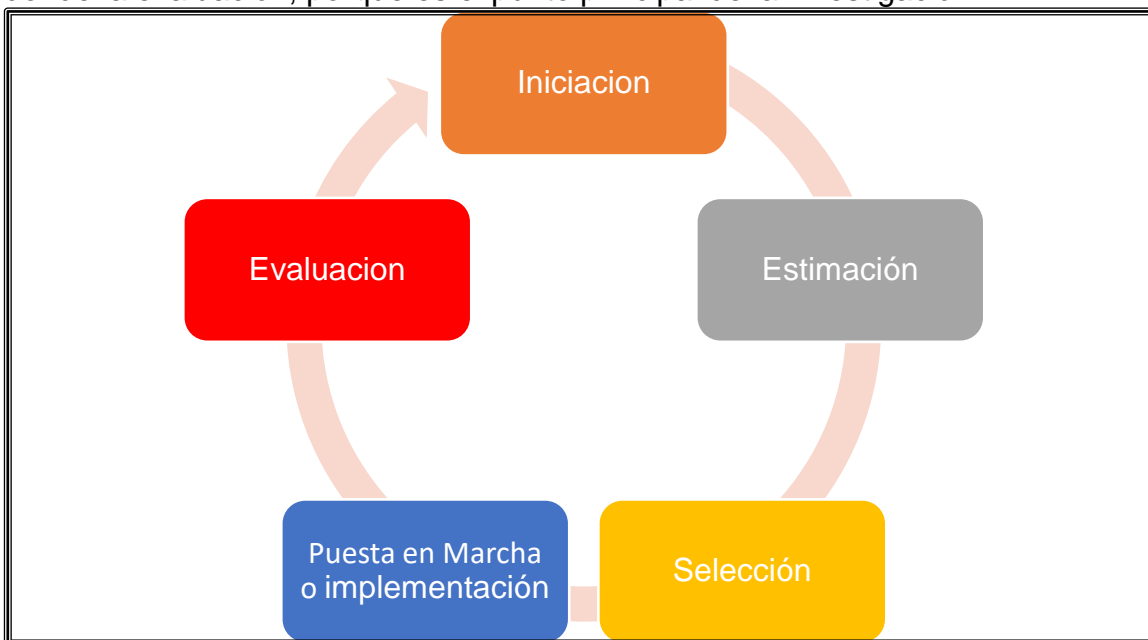 Iniciacion
Evaluacion
Estimación
Puesta en Marcha
o implementación
Selección